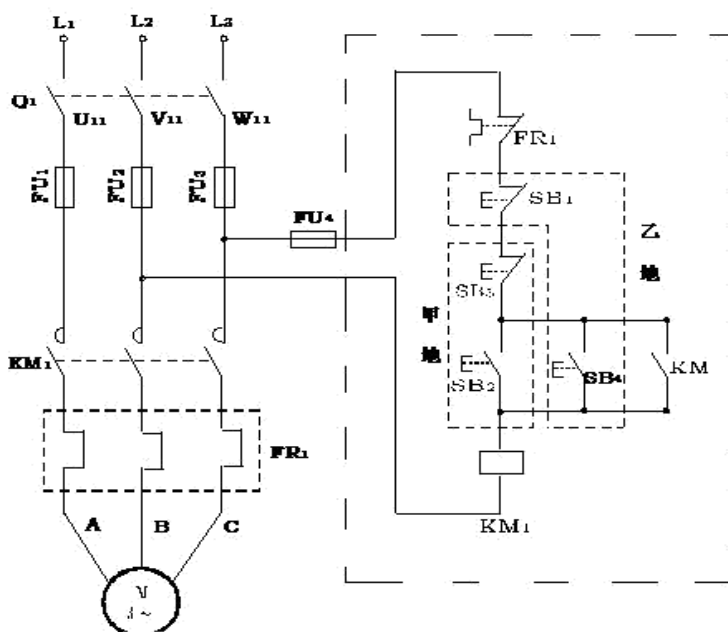 L1 L2 L3
Q1
U11 V11 W11
FU1 FU2 FU3
FU4
FR1
SB1
乙地
SB3
甲地
SB2 SB4 KM
KM1
FR1
A B C
KM1
3~